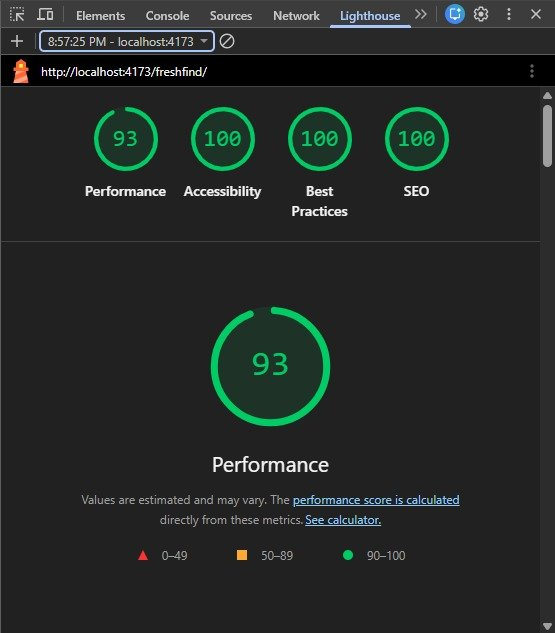 Elements Console Sources Network Lighthouse
8:57:25 PM - localhost:4173
http://localhost:4173/freshfind/
93 100 100 100
Performance Accessibility Best Practices SEO
93
Performance
Values are estimated and may vary. The performance score is calculated
directly from these metrics. See calculator.
0–49 50–89 90–100